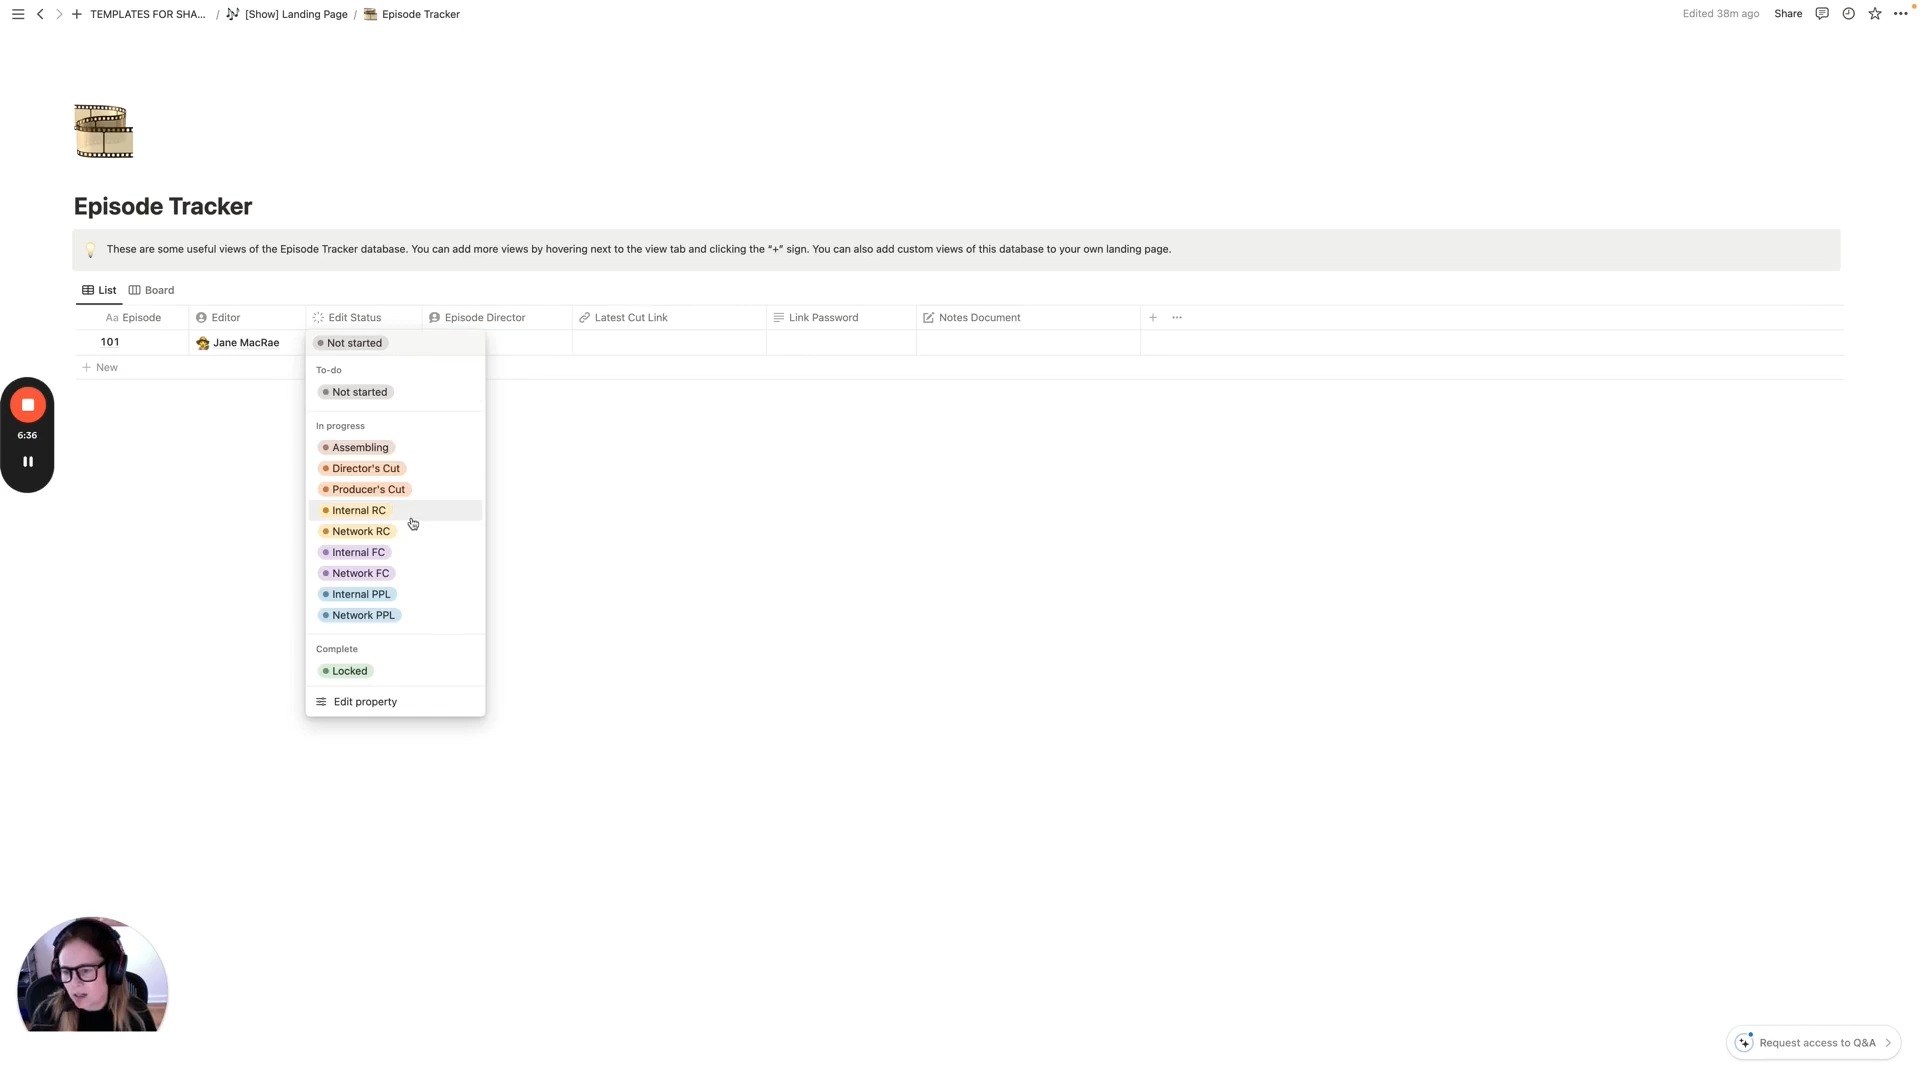 TEMPLATES FOR SHA... / [Show] Landing Page / Episode Tracker
Edited 38m ago Share
Episode Tracker
These are some useful views of the Episode Tracker database. You can add more views by hovering next to the view tab and clicking the “+” sign. You can also add custom views of this database to your own landing page.
List Board
Aa Episode Editor Edit Status Episode Director Latest Cut Link Link Password Notes Document
101 Jane MacRae Not started
+ New
To-do
Not started
In progress
Assembling
Director's Cut
Producer's Cut
Internal RC
Network RC
Internal FC
Network FC
Internal PPL
Network PPL
Complete
Locked
Edit property
6:36
Request access to Q&A